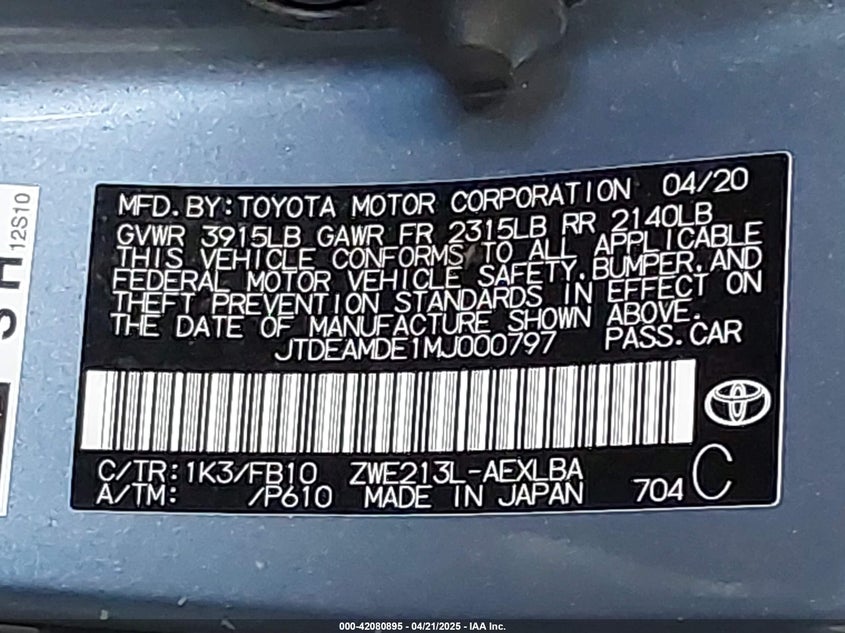 MFD.BY:TOYOTA MOTOR CORPORATION 04/20
GVWR 3915LB GAWR FR 2315LB RR 2140LB
THIS VEHICLE CONFORMS TO ALL APPLICABLE
FEDERAL MOTOR VEHICLE SAFETY,BUMPER,AND
THEFT PREVENTION STANDARDS IN EFFECT ON
THE DATE OF MANUFACTURE SHOWN ABOVE.
JTDEAMDE1MJ000797 PASS.CAR
C/TR:1K3/FB10 ZWE213L-AEXLBA
A/TM: /P610 MADE IN JAPAN 704 C
12S10
000-42080895 - 04/21/2025 - IAA Inc.